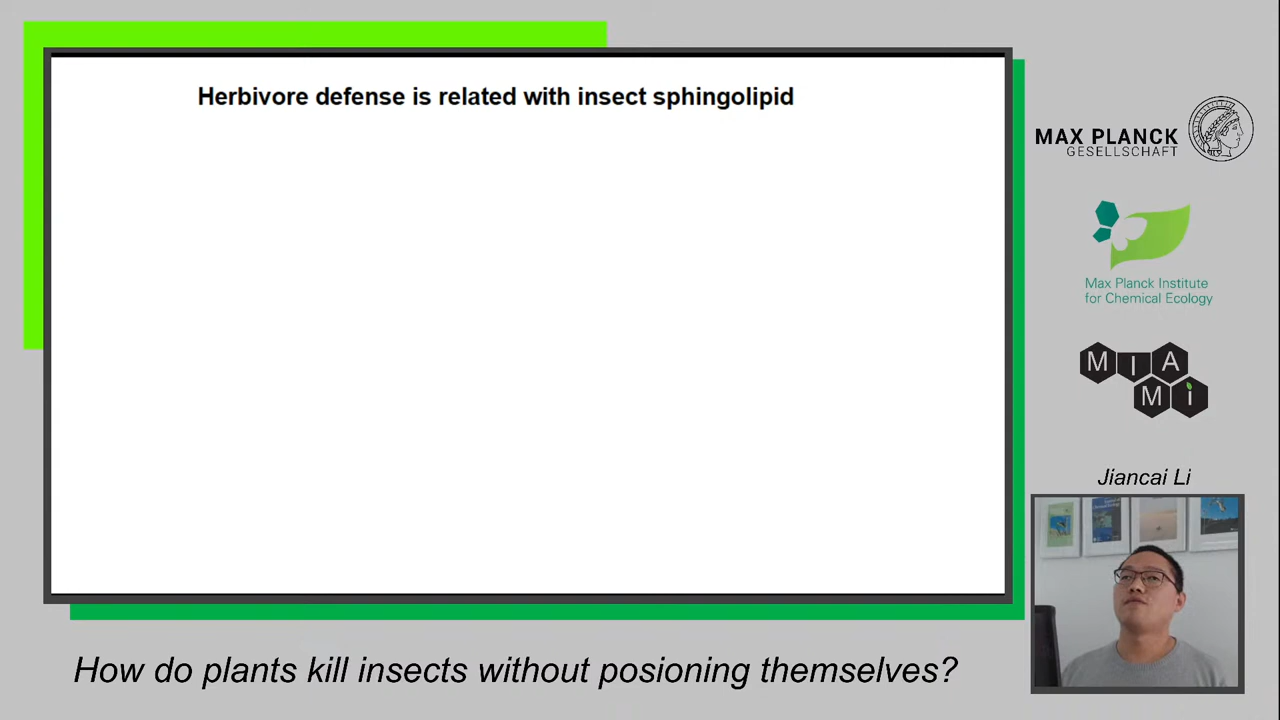 Herbivore defense is related with insect sphingolipid
MAX PLANCK
GESELLSCHAFT
Max Planck Institute
for Chemical Ecology
M I A
M i
Jiancai Li
How do plants kill insects without posioning themselves?